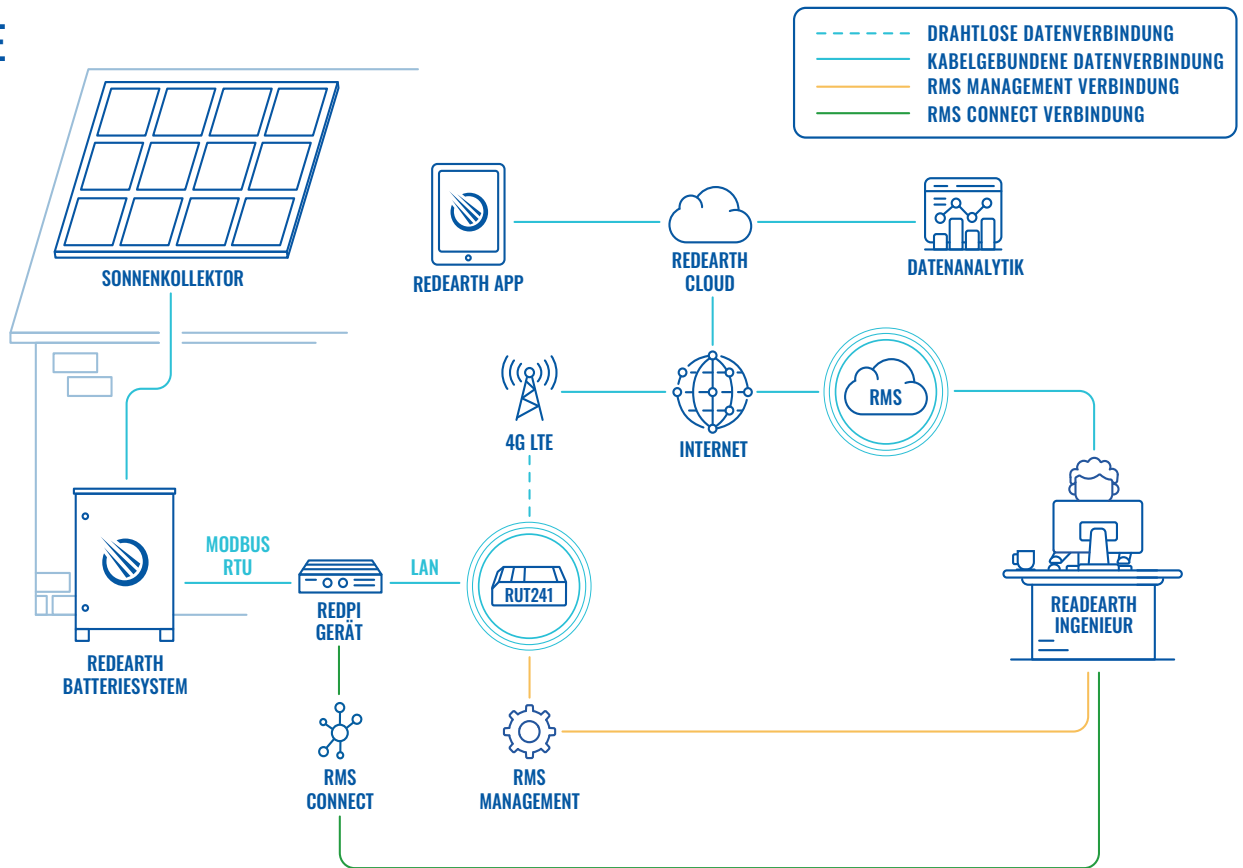 E
DRAHTLOSE DATENVERBINDUNG
KABELGEBUNDENE DATENVERBINDUNG
RMS MANAGEMENT VERBINDUNG
RMS CONNECT VERBINDUNG
SONNENKOLLEKTOR
REDEARTH APP
REDEARTH
CLOUD
DATENANALYTIK
4G LTE
INTERNET
RMS
MODBUS
RTU
LAN
RUT241
REDPI
GERÄT
REDEARTH
BATTERIESYSTEM
READEARTH
INGENIEUR
RMS
CONNECT
RMS
MANAGEMENT